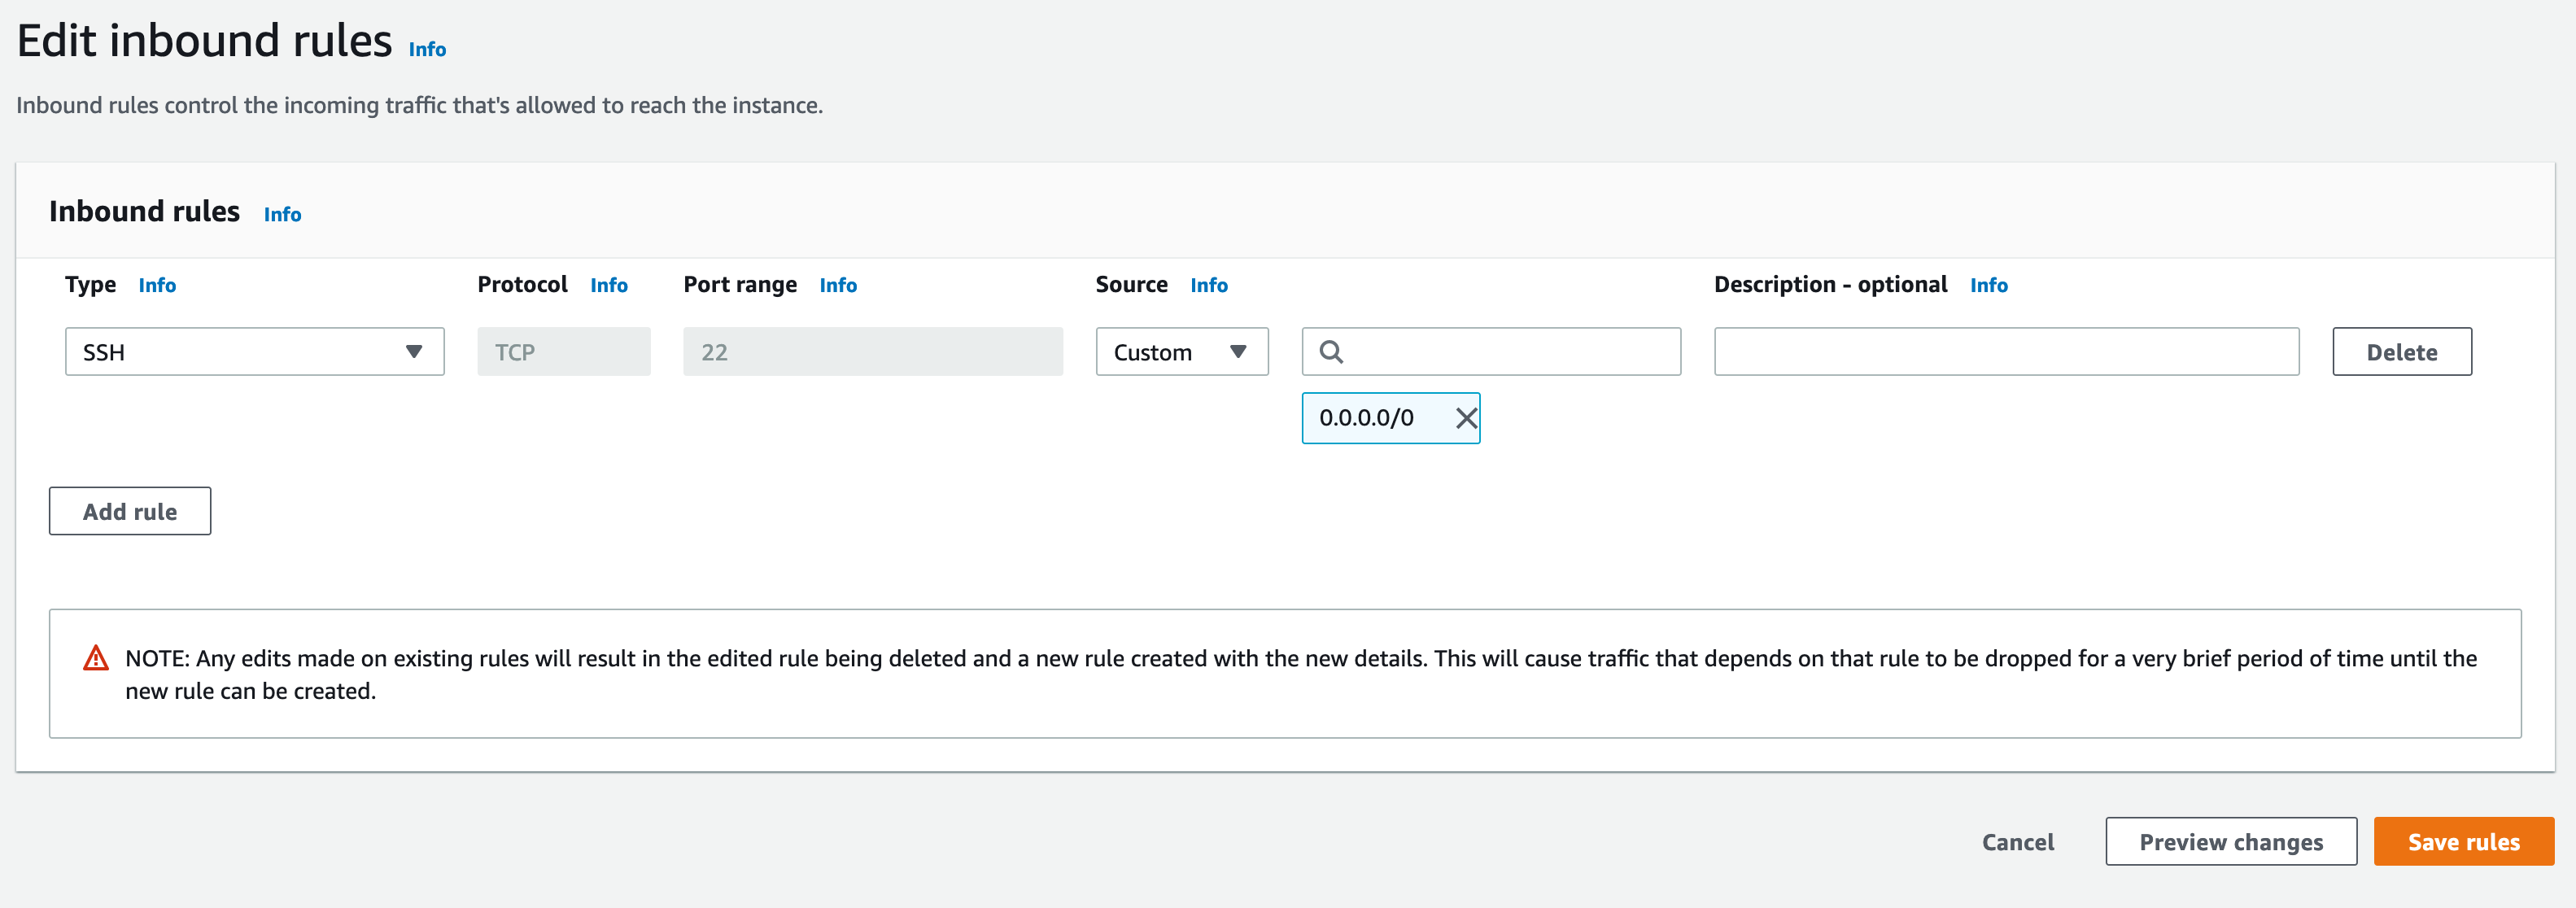 Edit inbound rules Info
Inbound rules control the incoming traffic that's allowed to reach the instance.
Inbound rules Info
Type Info Protocol Info Port range Info Source Info Description - optional Info
SSH TCP 22 Custom Delete
0.0.0.0/0
Add rule
NOTE: Any edits made on existing rules will result in the edited rule being deleted and a new rule created with the new details. This will cause traffic that depends on that rule to be dropped for a very brief period of time until the
new rule can be created.
Cancel Preview changes Save rules